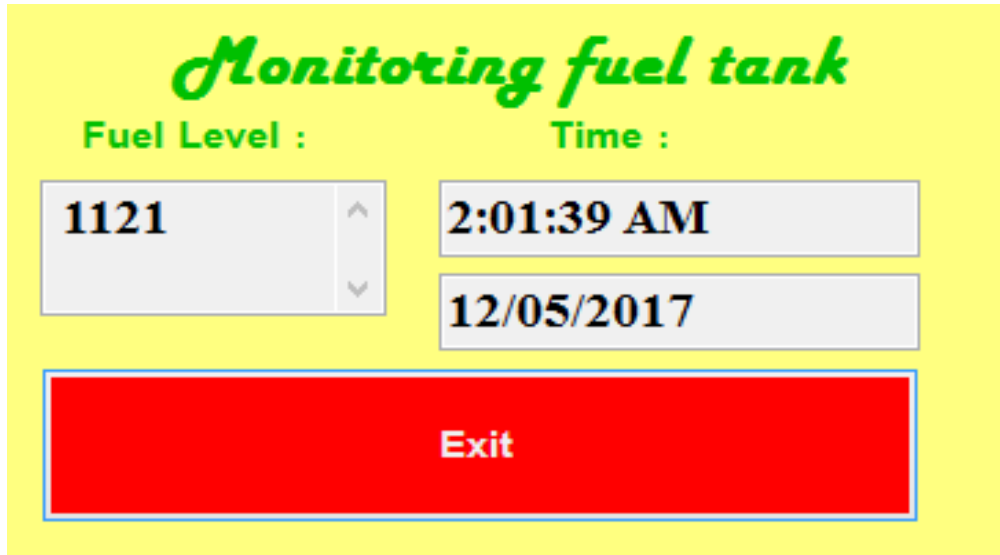 Monitoring fuel tank
Fuel Level :
Time :
1121
2:01:39 AM
12/05/2017
Exit